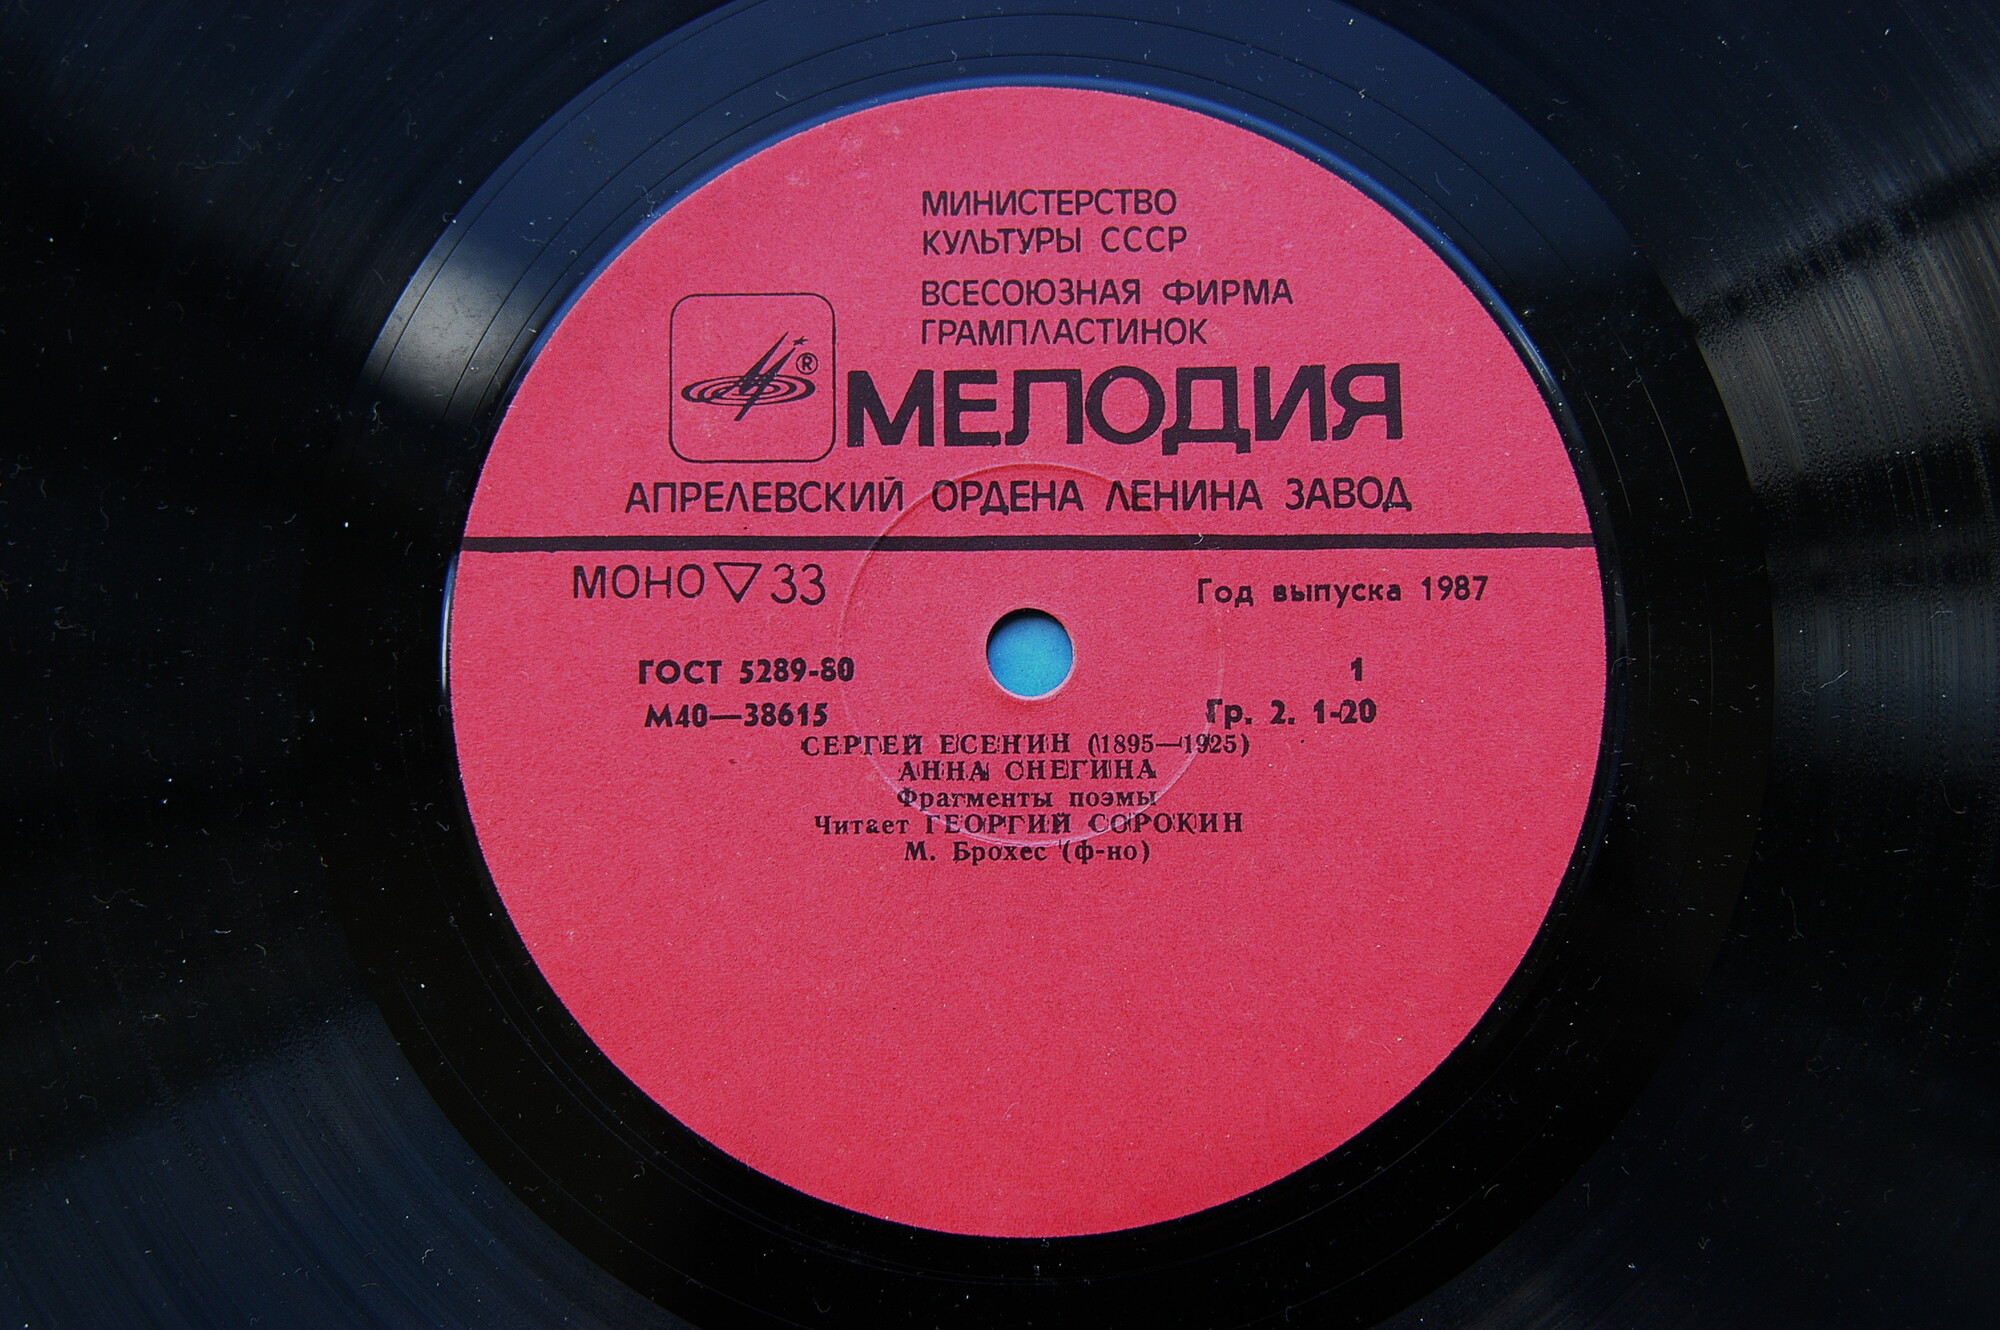 МИНИСТЕРСТВО
КУЛЬТУРЫ СССР
ВСЕСОЮЗНАЯ ФИРМА
ГРАМПЛАСТИНОК
®
МЕЛОДИЯ
АПРЕЛЕВСКИЙ ОРДЕНА ЛЕНИНА ЗАВОД
МОНО ▽ 33
Год выпуска 1987
ГОСТ 5289-80
1
М40—38615
Гр. 2. 1-20
СЕРГЕЙ ЕСЕНИН (1895—1925)
АННА СНЕГИНА
Фрагменты поэмы
Читает ГЕОРГИЙ СОРОКИН
М. Брохес (ф-но)